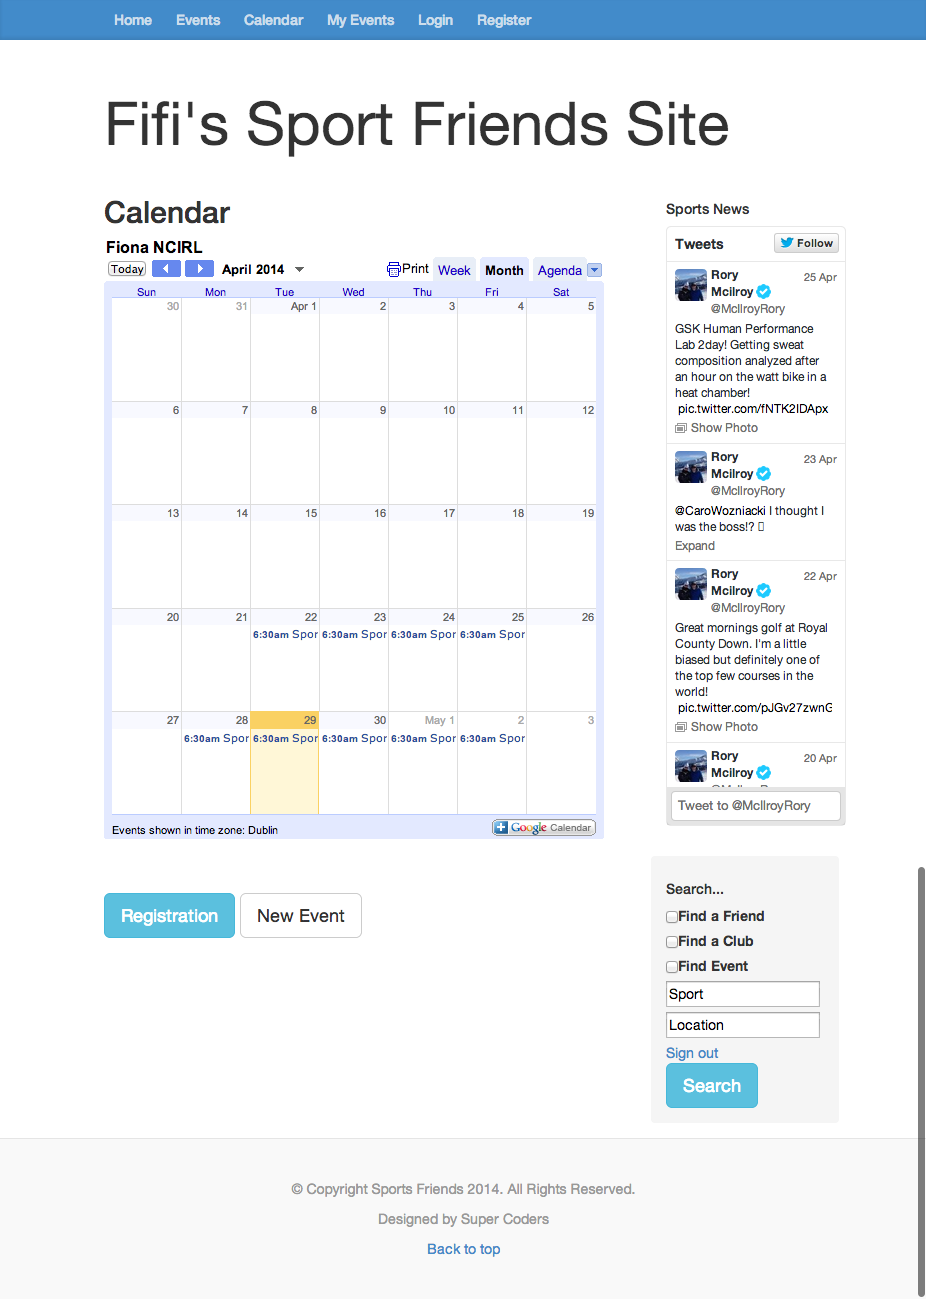 Home Events Calendar My Events Login Register
Fifi's Sport Friends Site
Calendar
Fiona NCIRL
Today April 2014 Print Week Month Agenda
Sun Mon Tue Wed Thu Fri Sat
30 31 Apr 1 2 3 4 5
6 7 8 9 10 11 12
13 14 15 16 17 18 19
20 21 22 23 24 25 26
6:30am Spor 6:30am Spor 6:30am Spor 6:30am Spor
27 28 29 30 May 1 2 3
6:30am Spor 6:30am Spor 6:30am Spor 6:30am Spor 6:30am Spor
Events shown in time zone: Dublin Google Calendar
Registration New Event
Sports News
Tweets Follow
Rory 25 Apr
Mcilroy
@McIlroyRory
GSK Human Performance
Lab 2day! Getting sweat
composition analyzed after
an hour on the watt bike in a
heat chamber!
pic.twitter.com/fNTK2IDApx
Show Photo
Rory 23 Apr
Mcilroy
@McIlroyRory
@CaroWozniacki I thought I
was the boss!?
Expand
Rory 22 Apr
Mcilroy
@McIlroyRory
Great mornings golf at Royal
County Down. I'm a little
biased but definitely one of
the top few courses in the
world!
pic.twitter.com/pJGv27zwnG
Show Photo
Rory 20 Apr
Mcilroy
Tweet to @McIlroyRory
Search...
Find a Friend
Find a Club
Find Event
Sport
Location
Sign out
Search
© Copyright Sports Friends 2014. All Rights Reserved.
Designed by Super Coders
Back to top